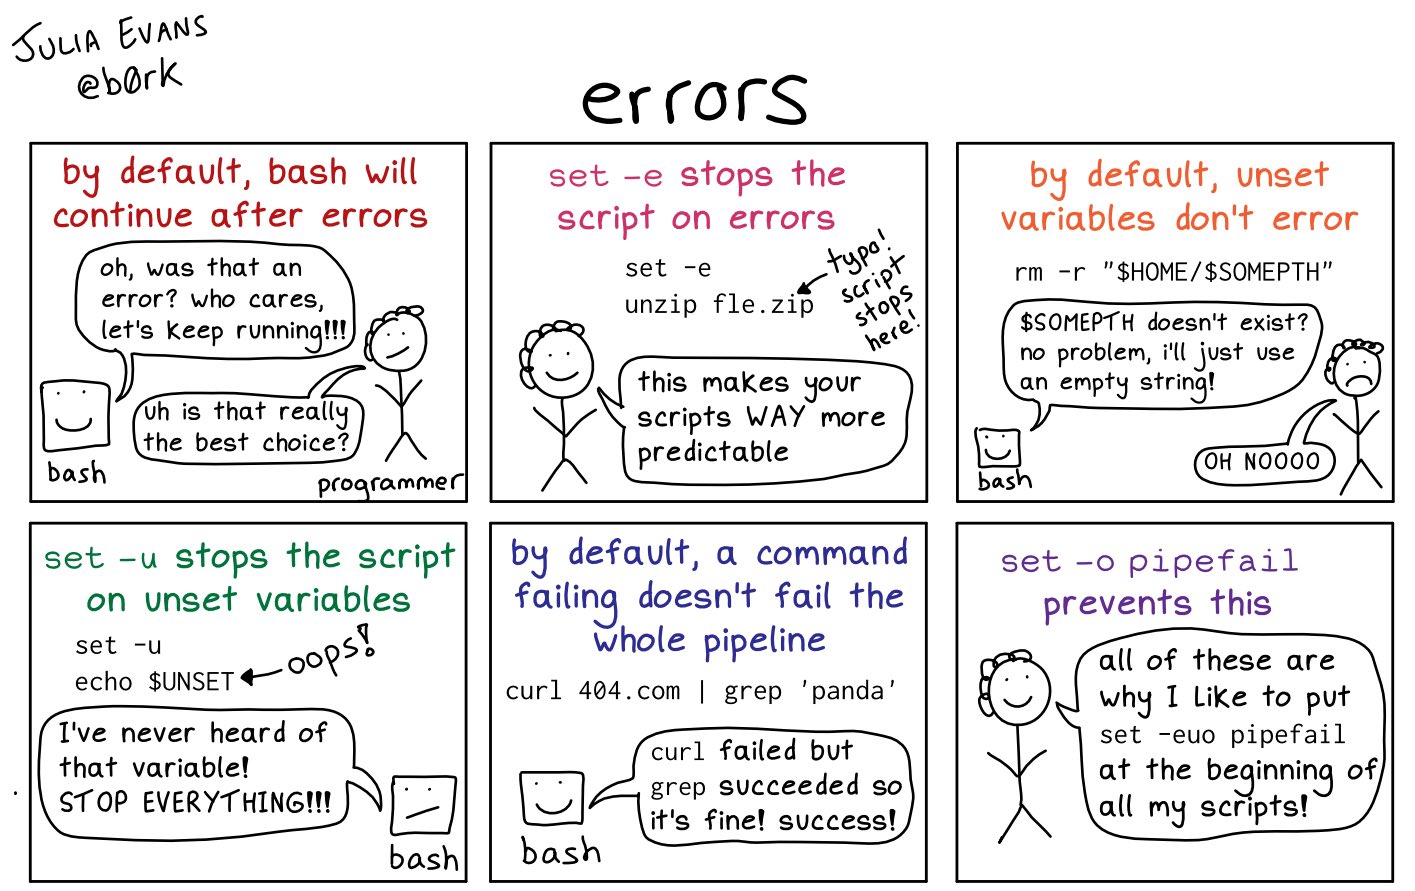 JULIA EVANS
@b0rk
errors
by default, bash will
continue after errors
oh, was that an
error? who cares,
let's keep running!!!
uh is that really
the best choice?
bash
programmer
set -e stops the
script on errors
set -e
unzip fle.zip
typo!
script
stops
here!
this makes your
scripts WAY more
predictable
by default, unset
variables don't error
rm -r "$HOME/$SOMEPTH"
$SOMEPTH doesn't exist?
no problem, i'll just use
an empty string!
OH NOOOO
bash
set -u stops the script
on unset variables
set -u
echo $UNSET
oops!
I've never heard of
that variable!
STOP EVERYTHING!!!
bash
by default, a command
failing doesn't fail the
whole pipeline
curl 404.com | grep 'panda'
curl failed but
grep succeeded so
it's fine! success!
bash
set -o pipefail
prevents this
all of these are
why I like to put
set -euo pipefail
at the beginning of
all my scripts!